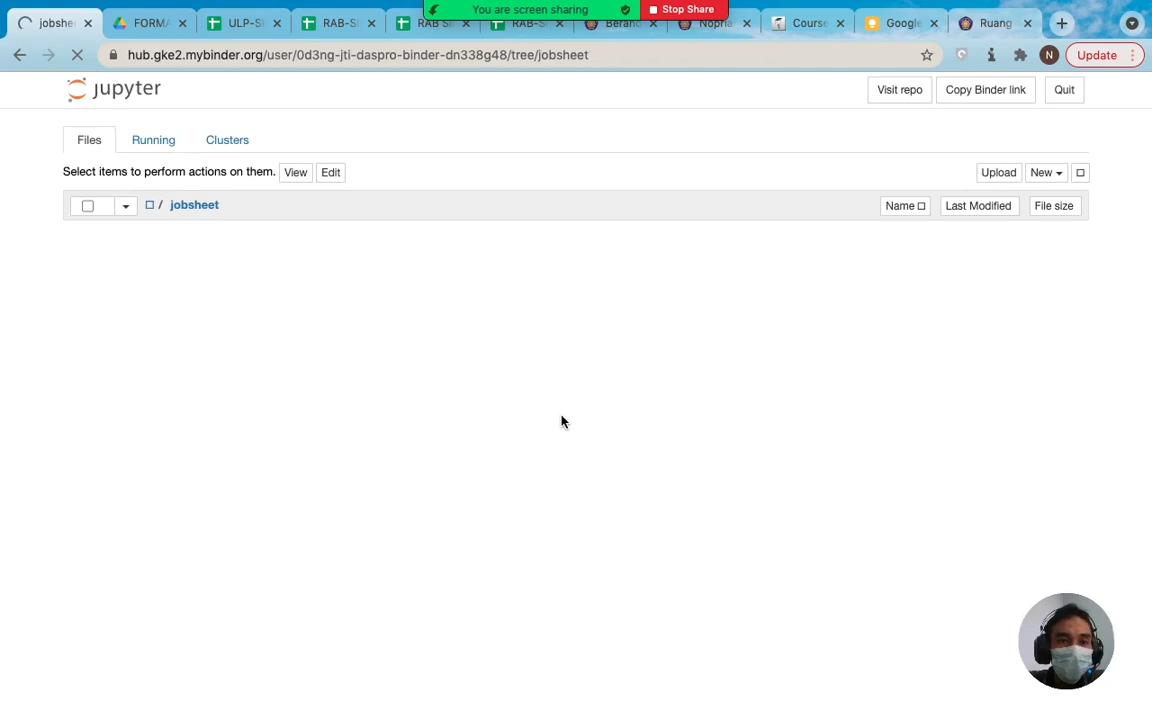 You are screen sharing Stop Share
jobshe FORMA ULP-S RAB-S RAB S RAB-S Berand Nopria Course Google Ruang
hub.gke2.mybinder.org/user/0d3ng-jti-daspro-binder-dn338g48/tree/jobsheet N Update
jupyter Visit repo Copy Binder link Quit
Files Running Clusters
Select items to perform actions on them. View Edit Upload New
/ jobsheet Name Last Modified File size